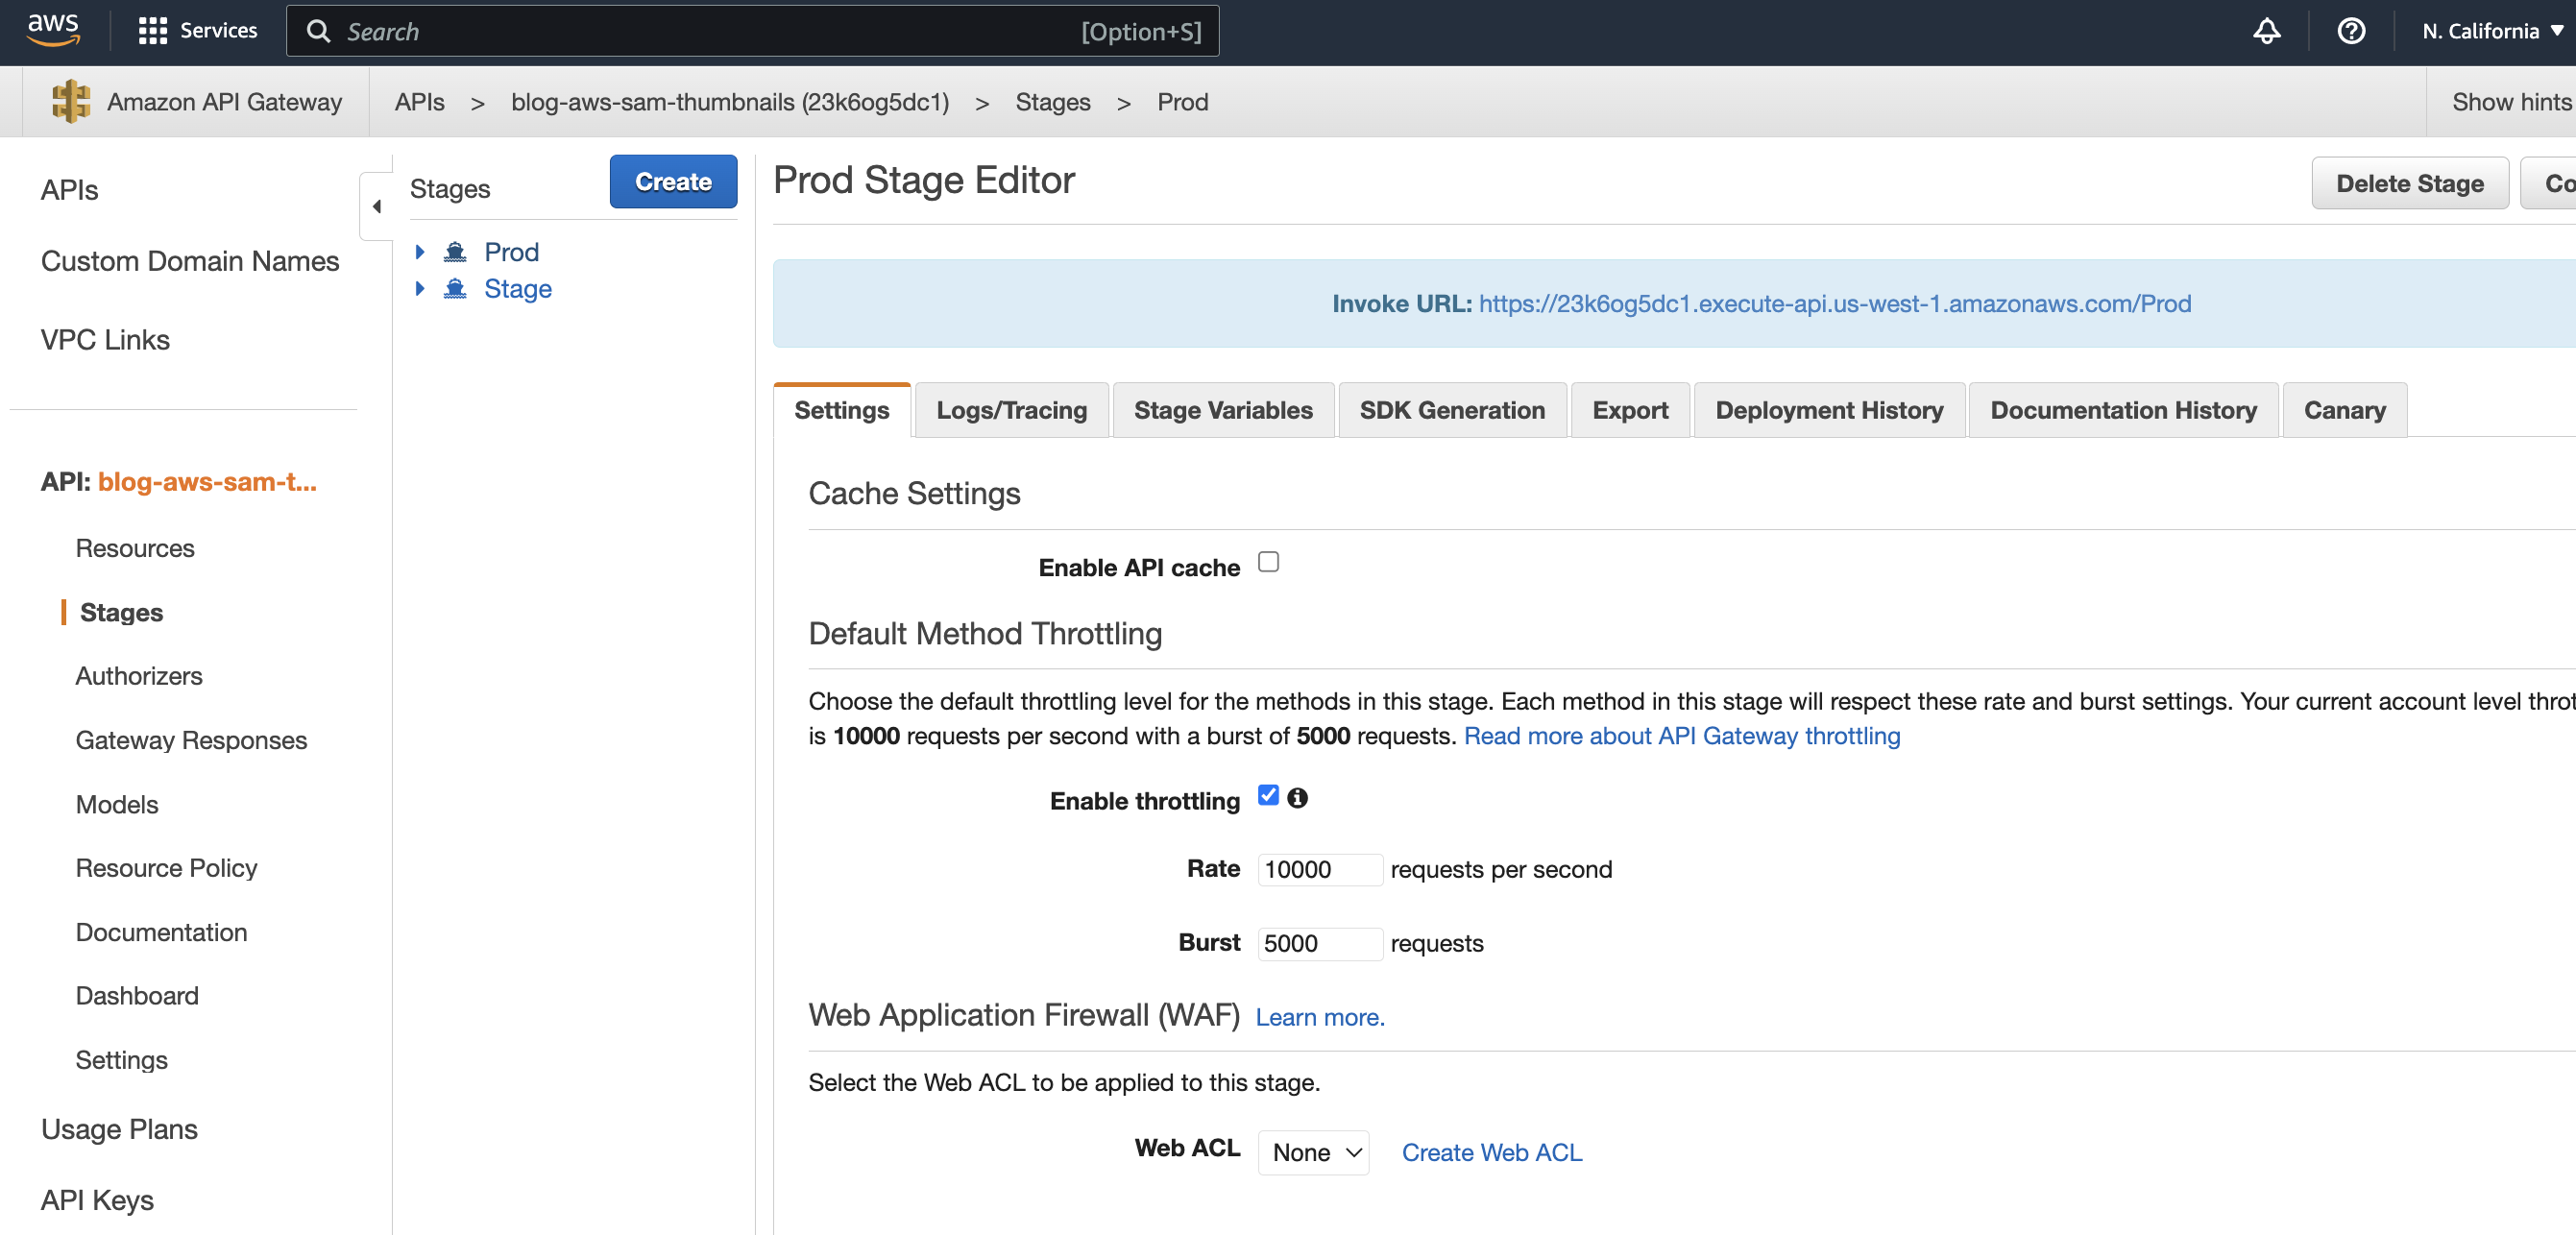 aws
Services
Search
[Option+S]
N. California
Amazon API Gateway
APIs > blog-aws-sam-thumbnails (23k6og5dc1) > Stages > Prod
Show hints
APIs
Custom Domain Names
VPC Links
API: blog-aws-sam-t...
Resources
Stages
Authorizers
Gateway Responses
Models
Resource Policy
Documentation
Dashboard
Settings
Usage Plans
API Keys
Stages
Create
Prod
Stage
Prod Stage Editor
Delete Stage
Co
Invoke URL: https://23k6og5dc1.execute-api.us-west-1.amazonaws.com/Prod
Settings
Logs/Tracing
Stage Variables
SDK Generation
Export
Deployment History
Documentation History
Canary
Cache Settings
Enable API cache
Default Method Throttling
Choose the default throttling level for the methods in this stage. Each method in this stage will respect these rate and burst settings. Your current account level throt
is 10000 requests per second with a burst of 5000 requests. Read more about API Gateway throttling
Enable throttling
Rate 10000 requests per second
Burst 5000 requests
Web Application Firewall (WAF) Learn more.
Select the Web ACL to be applied to this stage.
Web ACL None Create Web ACL